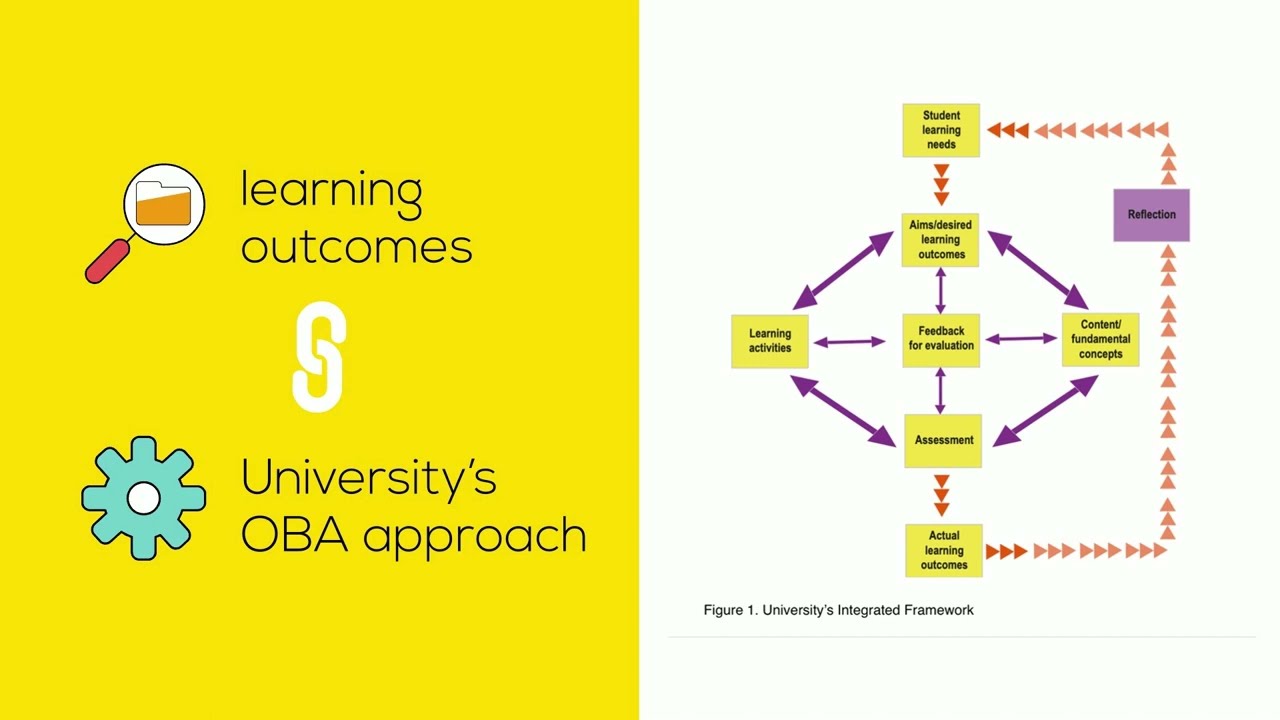 learning
outcomes
University's
OBA approach
Student
learning
needs
Reflection
Aims/desired
learning
outcomes
Learning
activities
Feedback
for evaluation
Content/
fundamental
concepts
Assessment
Actual
learning
outcomes
Figure 1. University's Integrated Framework